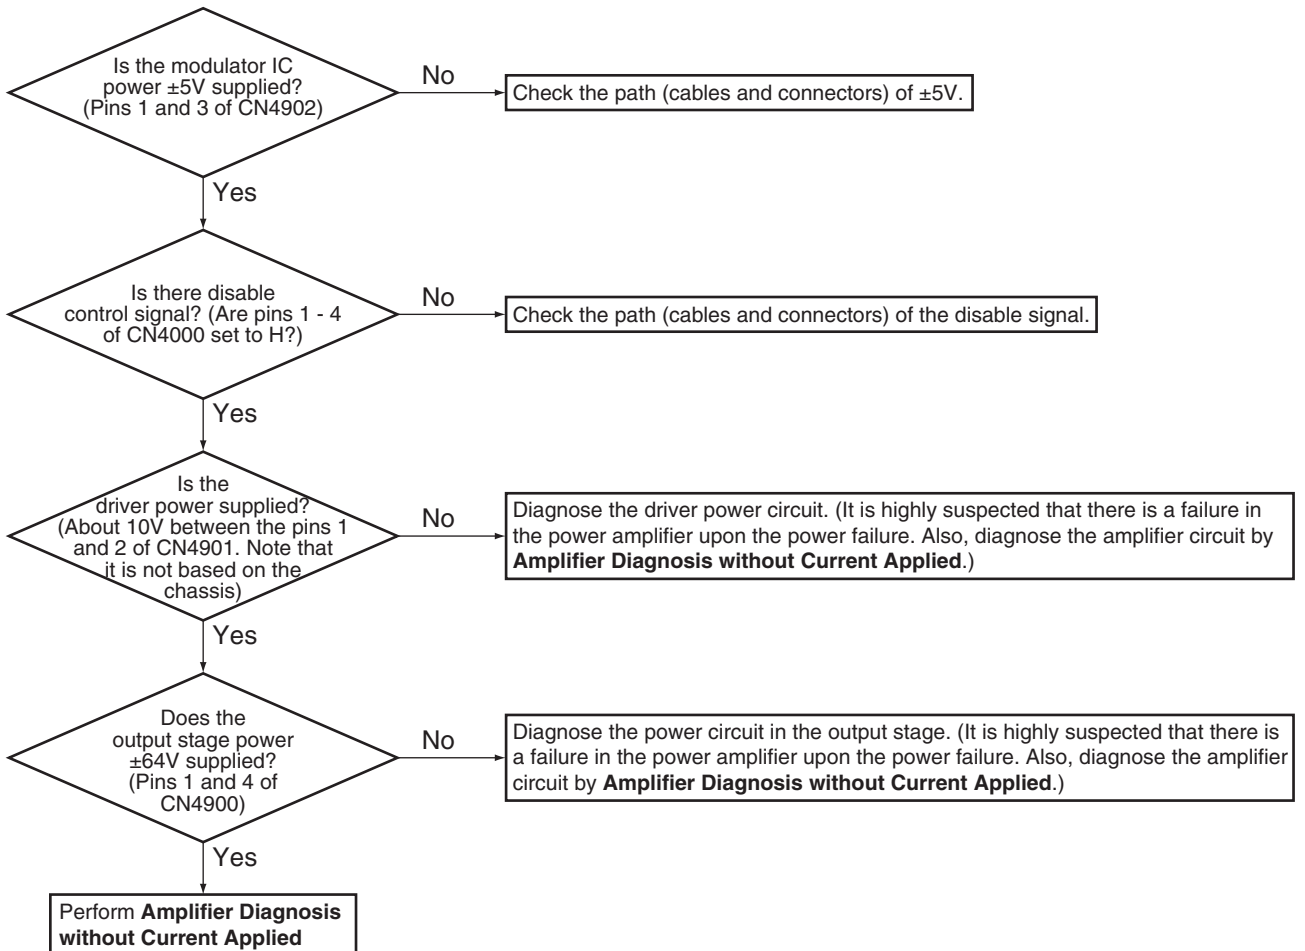 Is the modulator IC
power ±5V supplied?
(Pins 1 and 3 of CN4902)
No
Check the path (cables and connectors) of ±5V.
Yes
Is there disable
control signal? (Are pins 1 - 4
of CN4000 set to H?)
No
Check the path (cables and connectors) of the disable signal.
Yes
Is the
driver power supplied?
(About 10V between the pins 1
and 2 of CN4901. Note that
it is not based on the
chassis)
No
Diagnose the driver power circuit. (It is highly suspected that there is a failure in
the power amplifier upon the power failure. Also, diagnose the amplifier circuit by
Amplifier Diagnosis without Current Applied.)
Yes
Does the
output stage power
±64V supplied?
(Pins 1 and 4 of
CN4900)
No
Diagnose the power circuit in the output stage. (It is highly suspected that there is
a failure in the power amplifier upon the power failure. Also, diagnose the amplifier
circuit by Amplifier Diagnosis without Current Applied.)
Yes
Perform Amplifier Diagnosis
without Current Applied